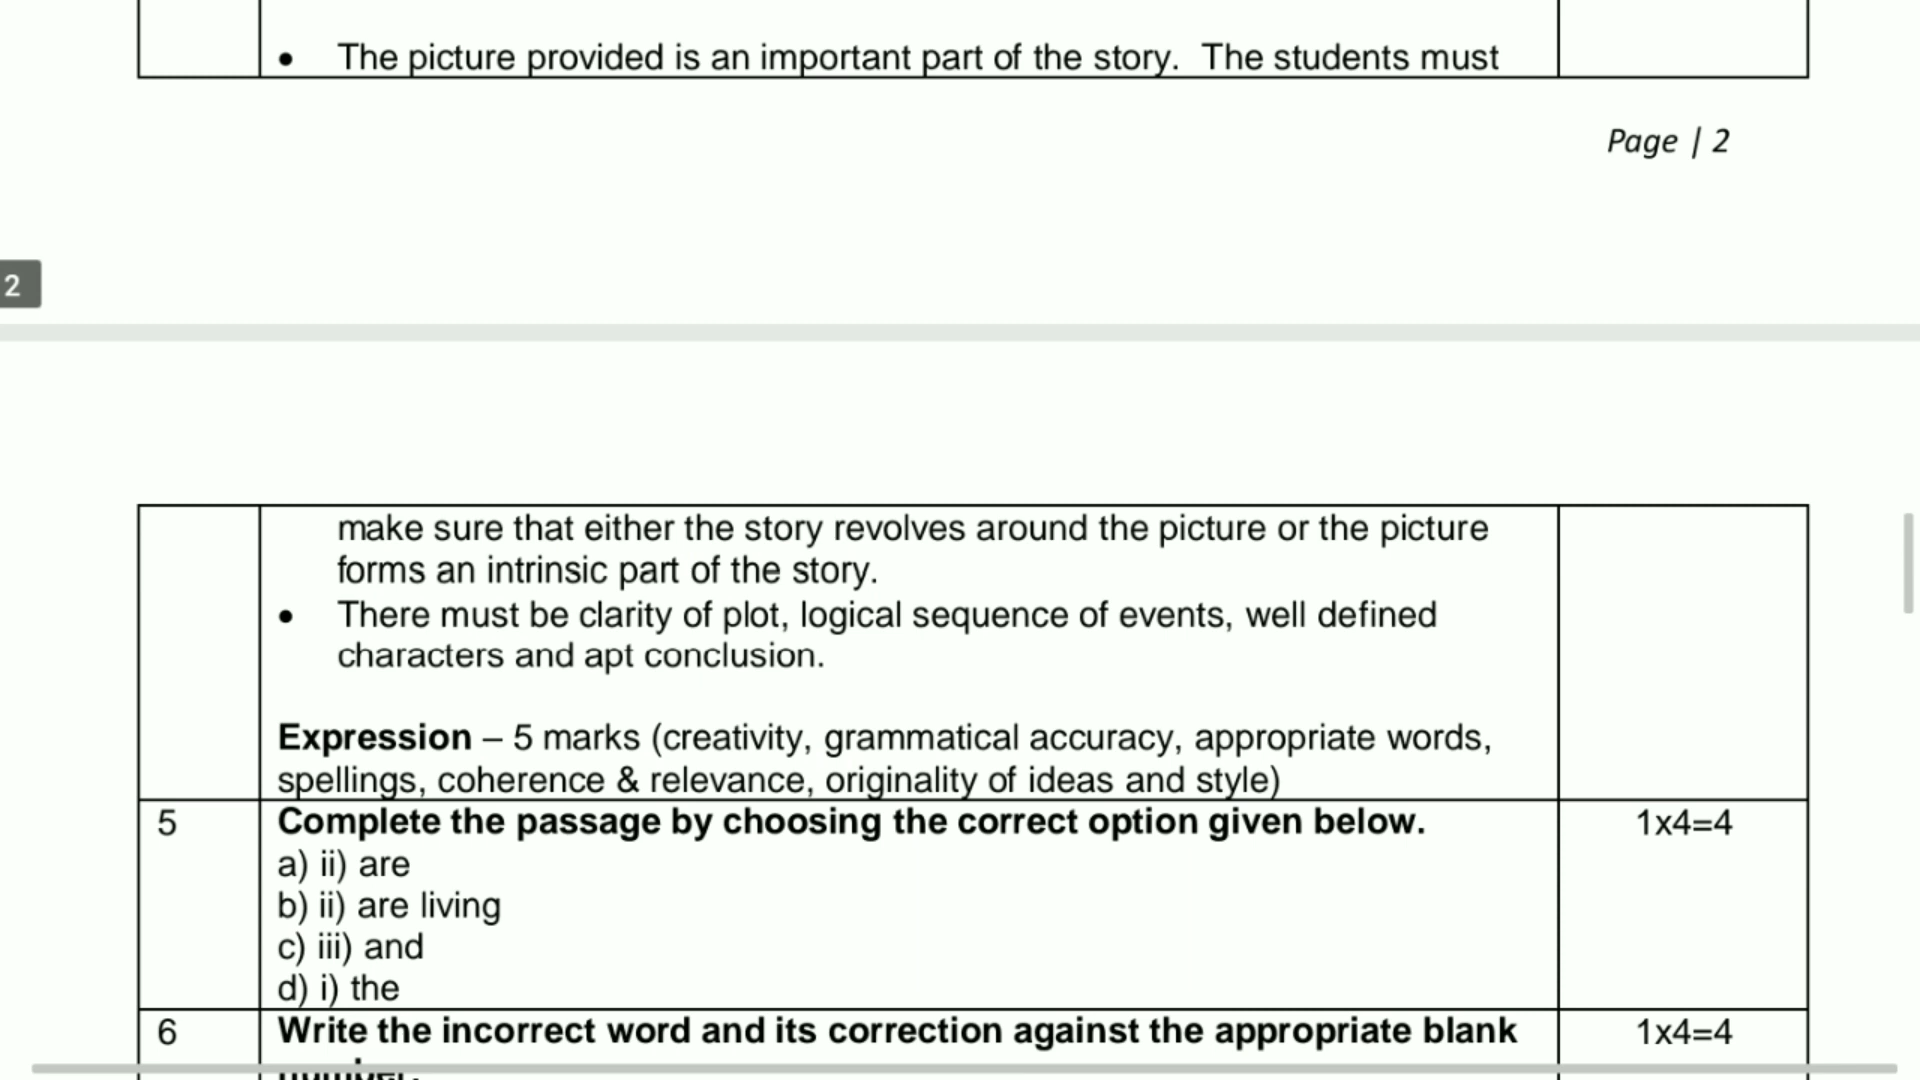 • The picture provided is an important part of the story. The students must
Page | 2
2
make sure that either the story revolves around the picture or the picture
forms an intrinsic part of the story.
• There must be clarity of plot, logical sequence of events, well defined
characters and apt conclusion.
Expression – 5 marks (creativity, grammatical accuracy, appropriate words,
spellings, coherence & relevance, originality of ideas and style)
5 Complete the passage by choosing the correct option given below. 1x4=4
a) ii) are
b) ii) are living
c) iii) and
d) i) the
6 Write the incorrect word and its correction against the appropriate blank 1x4=4